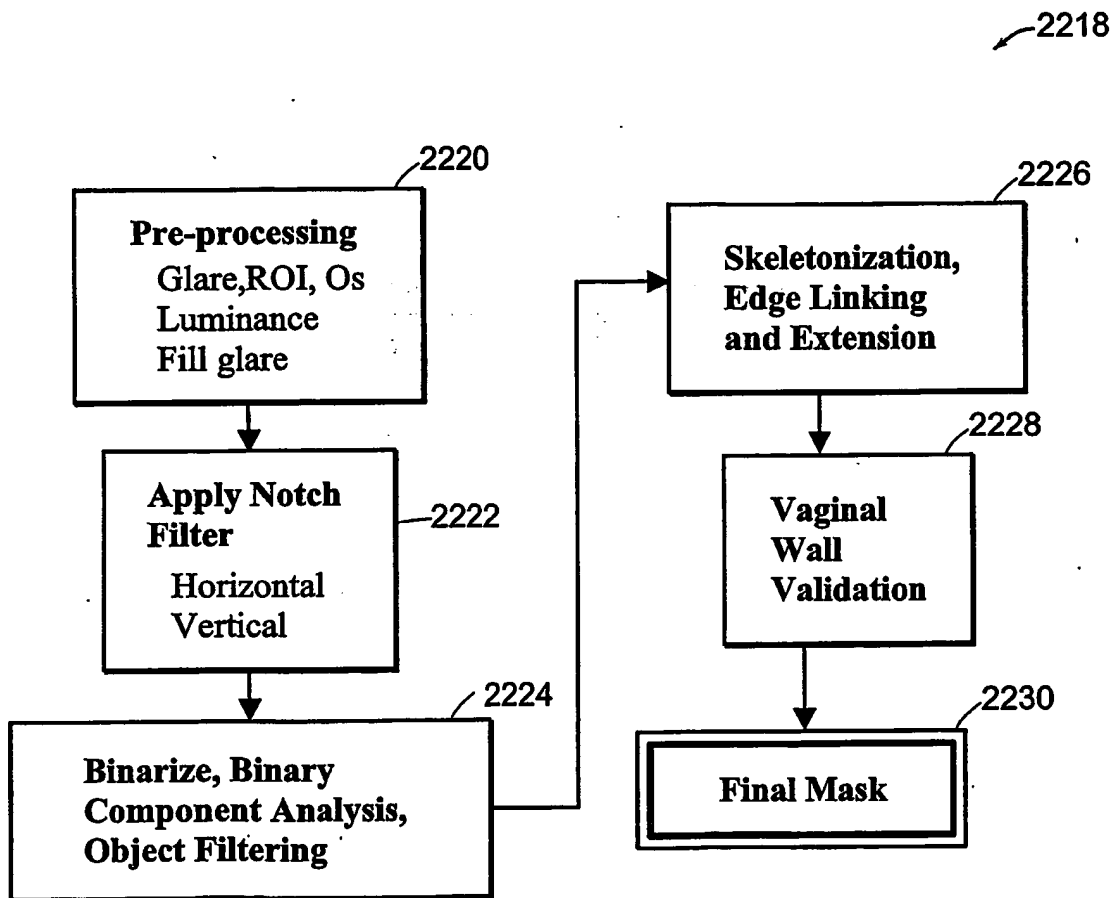 2218
2220
Pre-processing
Glare,ROI, Os
Luminance
Fill glare
2222
Apply Notch
Filter
Horizontal
Vertical
2224
Binarize, Binary
Component Analysis,
Object Filtering
2226
Skeletonization,
Edge Linking
and Extension
2228
Vaginal
Wall
Validation
2230
Final Mask